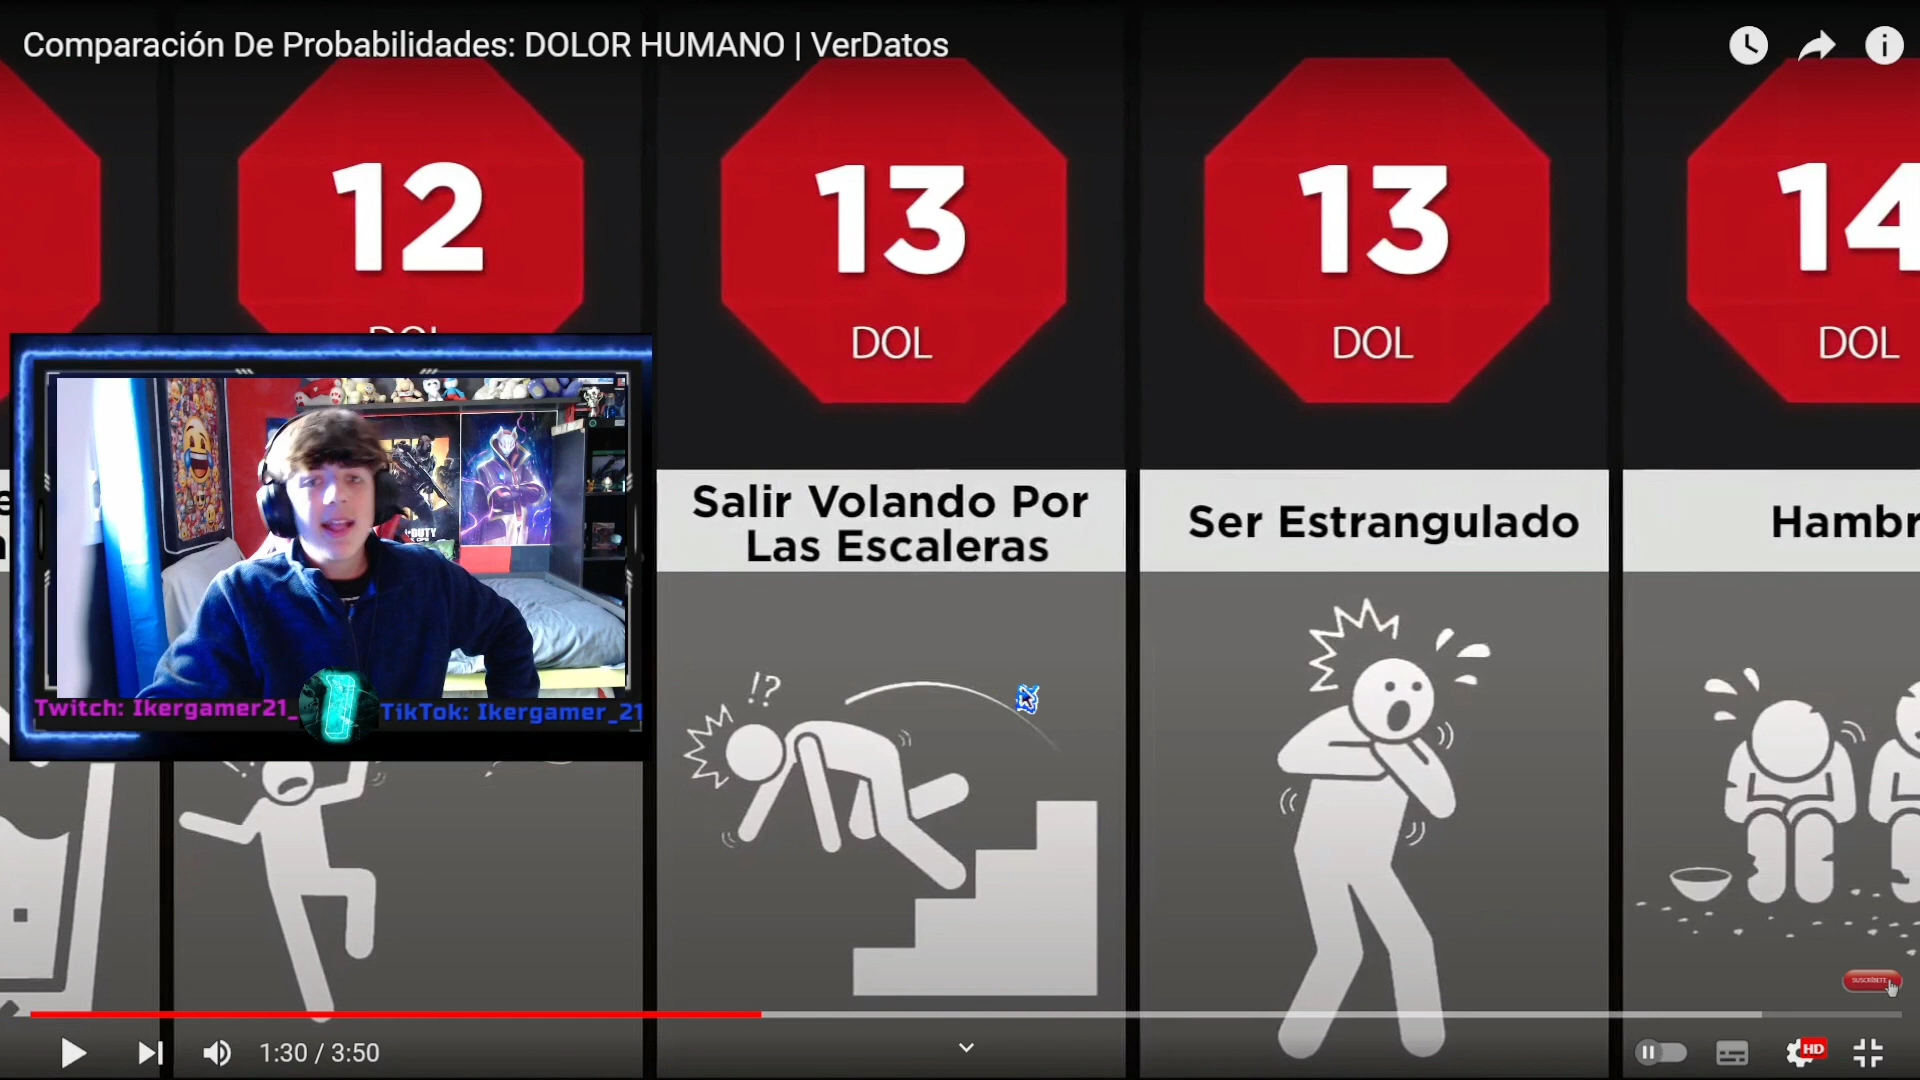 Comparación De Probabilidades: DOLOR HUMANO | VerDatos
12
13
DOL
13
DOL
14
DOL
Salir Volando Por
Las Escaleras
Ser Estrangulado
!?
Twitch: Ikergamer21_
TikTok: Ikergamer_21
SUSCRÍBETE
1:30 / 3:50
HD